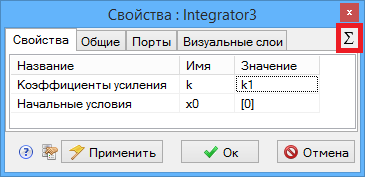 Свойства : Integrator3
x
Свойства Общие Порты Визуальные слои Σ
Название Имя Значение
Коэффициенты усиления k k1
Начальные условия x0 [0]
? Применить Ок Отмена